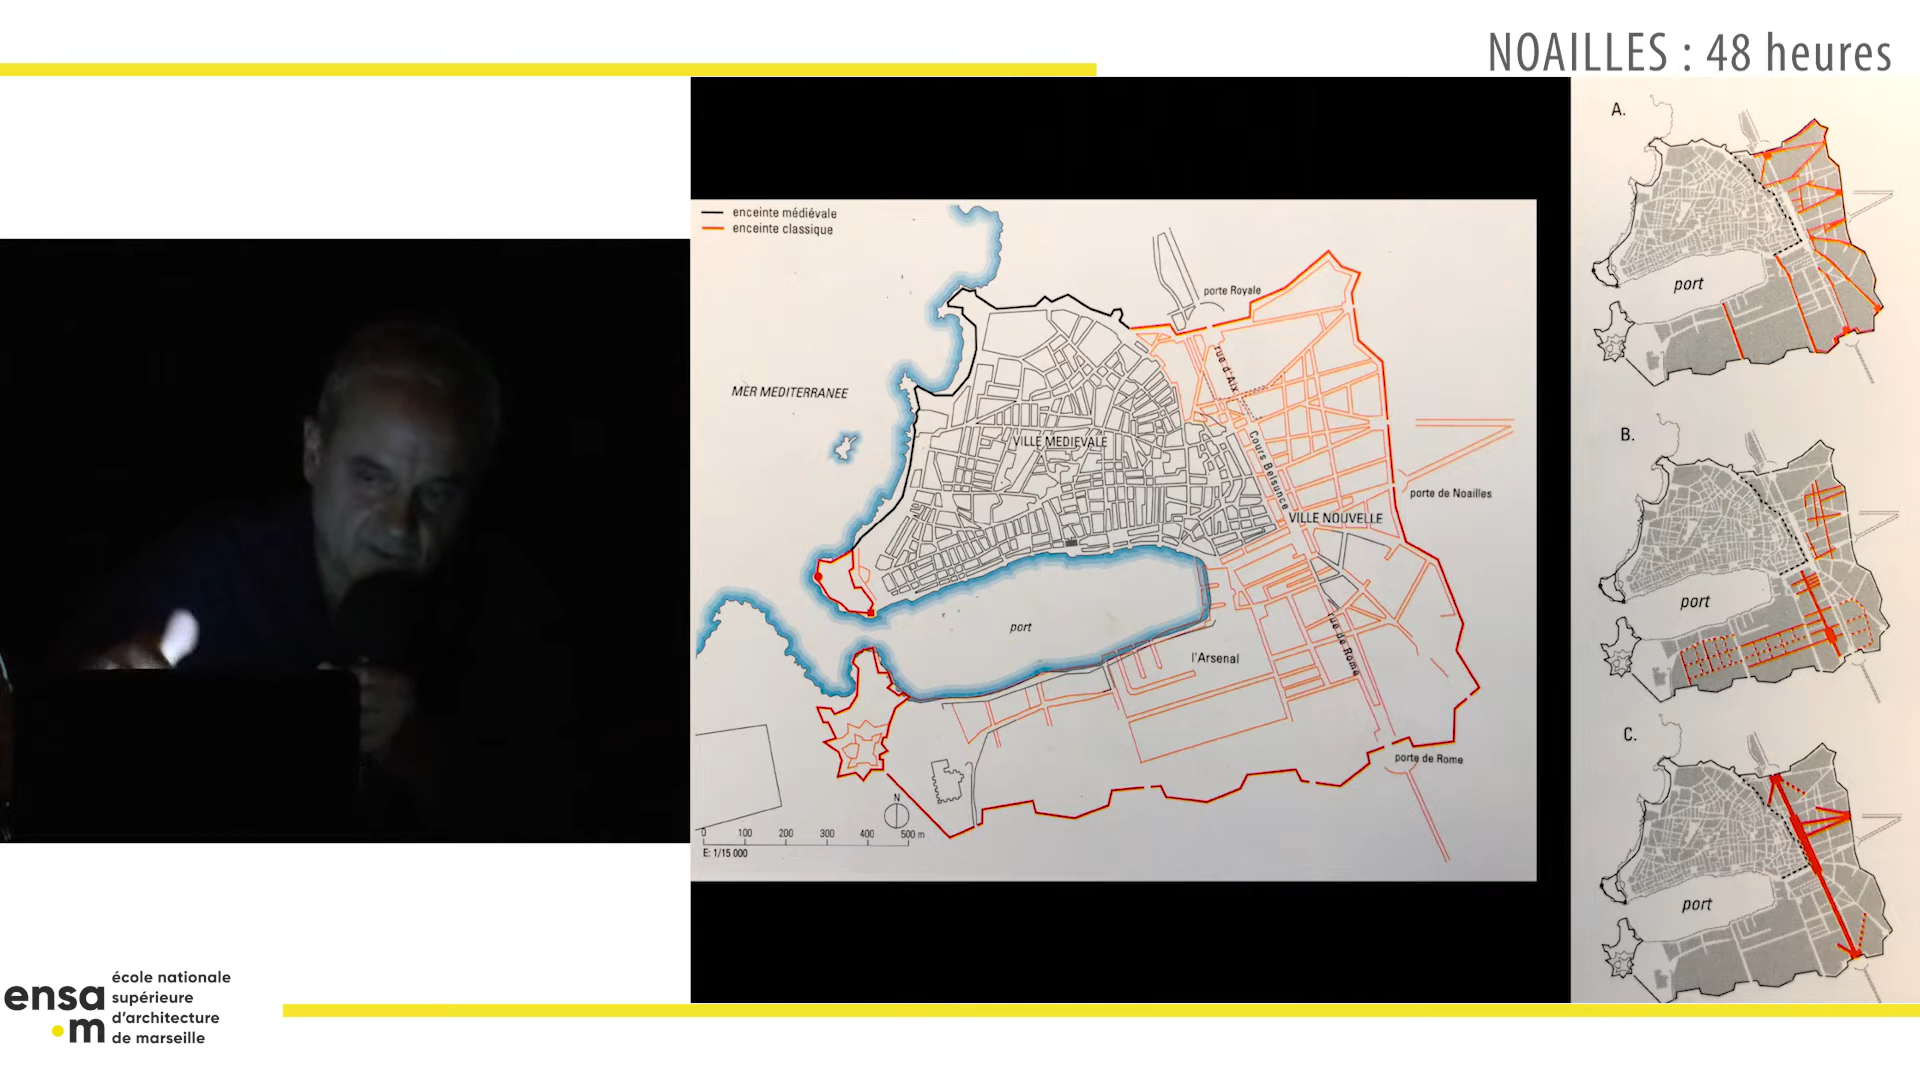 NOAILLES : 48 heures
enceinte médiévale
enceinte classique
porte Royale
rue d'Aix
MER MEDITERRANEE
VILLE MEDIEVALE
Cours Belsunce
porte de Noailles
VILLE NOUVELLE
port
l'Arsenal
rue de Rome
porte de Rome
N
0 100 200 300 400 500 m
E: 1/15 000
A.
port
B.
port
C.
port
ensa
•m
école nationale
supérieure
d'architecture
de marseille